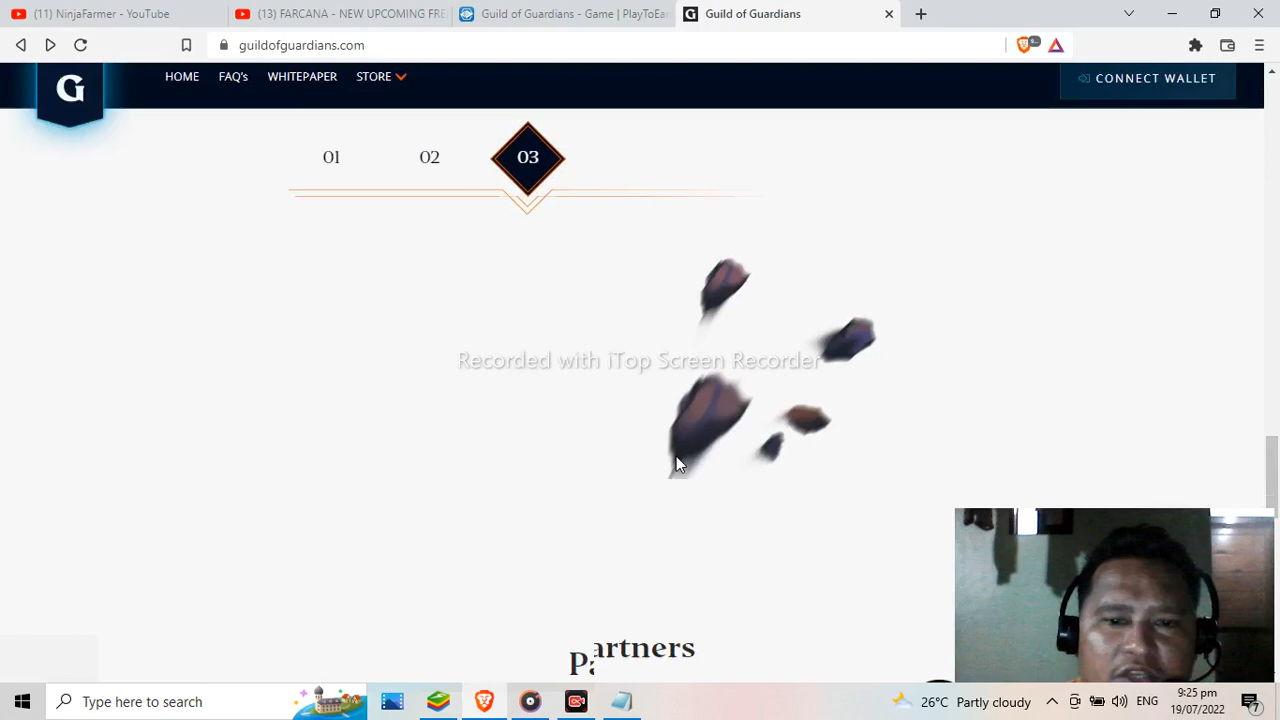 (11) NinjaFarmer - YouTube
(13) FARCANA - NEW UPCOMING FRE
Guild of Guardians - Game | PlayToEar
Guild of Guardians
guildofguardians.com
G
HOME
FAQ's
WHITEPAPER
STORE
CONNECT WALLET
01
02
03
Recorded with iTop Screen Recorder
Partners
Type here to search
26°C Partly cloudy
ENG
9:25 pm
19/07/2022
7